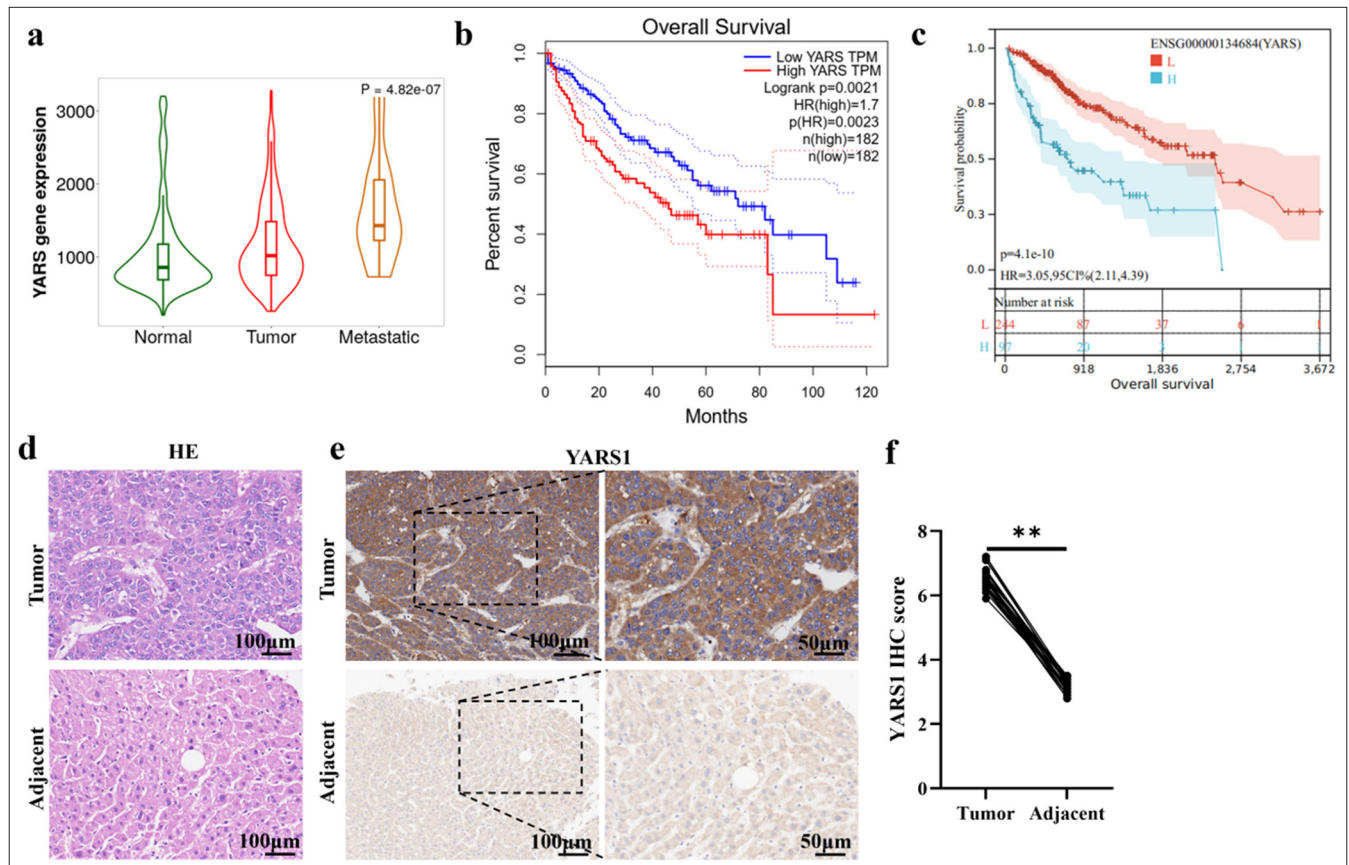 a
P = 4.82e-07
YARS gene expression
3000
2000
1000
Normal
Tumor
Metastatic
b
Overall Survival
Low YARS TPM
High YARS TPM
Logrank p=0.0021
HR(high)=1.7
p(HR)=0.0023
n(high)=182
n(low)=182
Percent survival
1.0
0.8
0.6
0.4
0.2
0.0
0
20
40
60
80
100
120
Months
c
ENSG00000134684(YARS)
L
H
Survival probability
1.0
0.8
0.5
0.3
0.0
p=4.1e-10
HR=3.05,95CI%(2.11,4.39)
Number at risk
L 244 87 37 6 1
H 97 20 3 1
0 918 1,836 2,754 3,672
Overall survival
d
HE
Tumor
100μm
Adjacent
100μm
e
YARS1
Tumor
100μm
50μm
Adjacent
100μm
50μm
f
**
YARS1 IHC score
8
6
4
2
0
Tumor
Adjacent